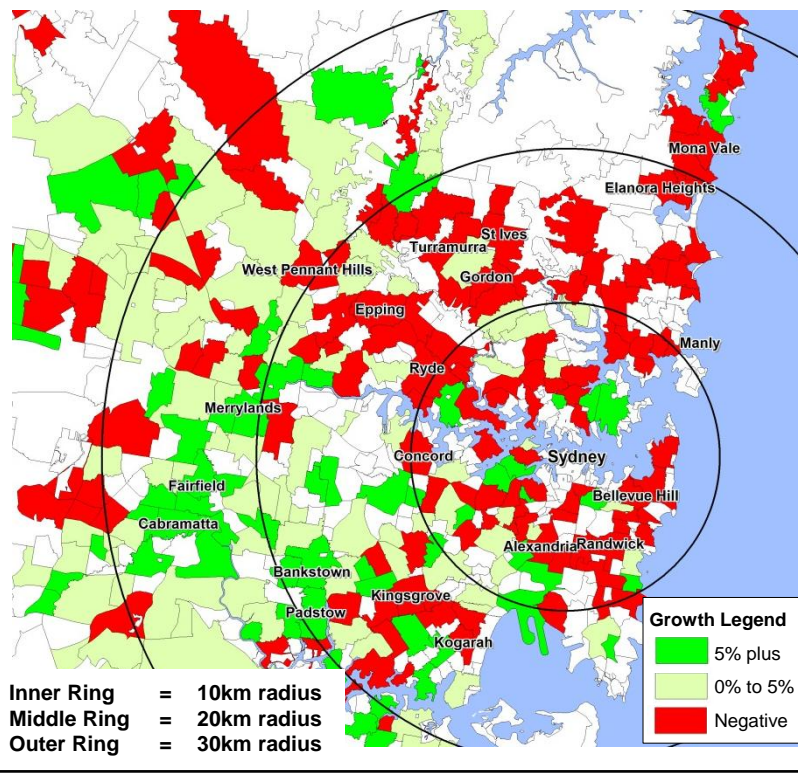 Mona Vale
Elanora Heights
St Ives
Turramurra
West Pennant Hills
Gordon
Epping
Manly
Ryde
Merrylands
Concord
Sydney
Fairfield
Bellevue Hill
Cabramatta
Alexandria
Randwick
Bankstown
Kingsgrove
Padstow
Kogarah
Growth Legend
5% plus
0% to 5%
Negative
Inner Ring = 10km radius
Middle Ring = 20km radius
Outer Ring = 30km radius